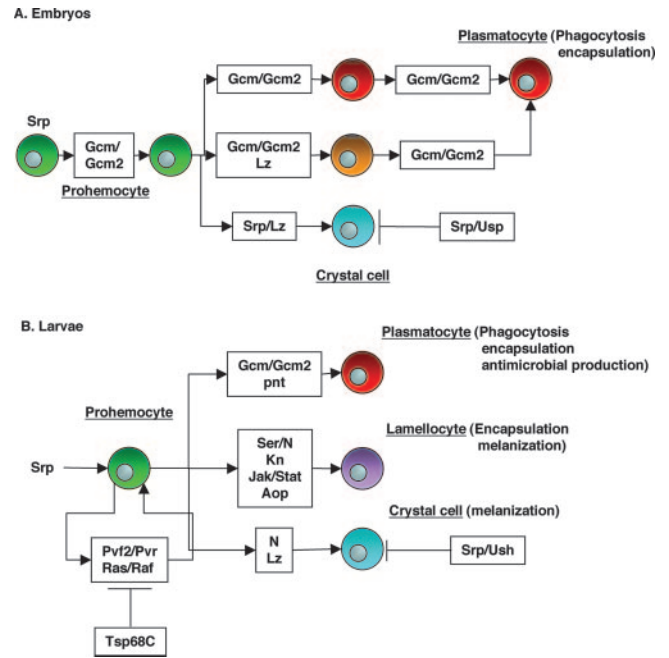 A. Embryos
Plasmatocyte (Phagocytosis
encapsulation)
Srp
Gcm/
Gcm2
Prohemocyte
Gcm/Gcm2
Gcm/Gcm2
Gcm/Gcm2
Lz
Gcm/Gcm2
Srp/Lz
Srp/Usp
Crystal cell
B. Larvae
Plasmatocyte (Phagocytosis
encapsulation
antimicrobial production)
Gcm/Gcm2
pnt
Prohemocyte
Srp
Lamellocyte (Encapsulation
melanization)
Ser/N
Kn
Jak/Stat
Aop
Crystal cell (melanization)
N
Lz
Srp/Ush
Pvf2/Pvr
Ras/Raf
Tsp68C